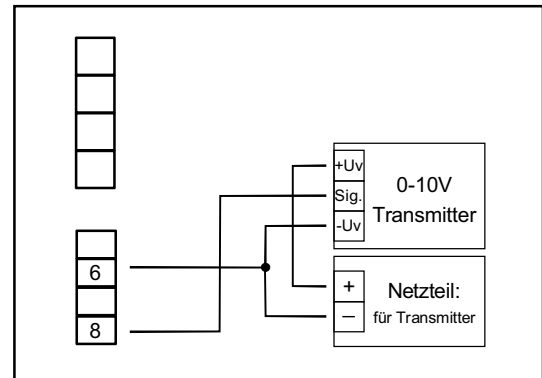 +Uv
Sig.
-Uv
0-10V
Transmitter
6
8
+
–
Netzteil:
für Transmitter